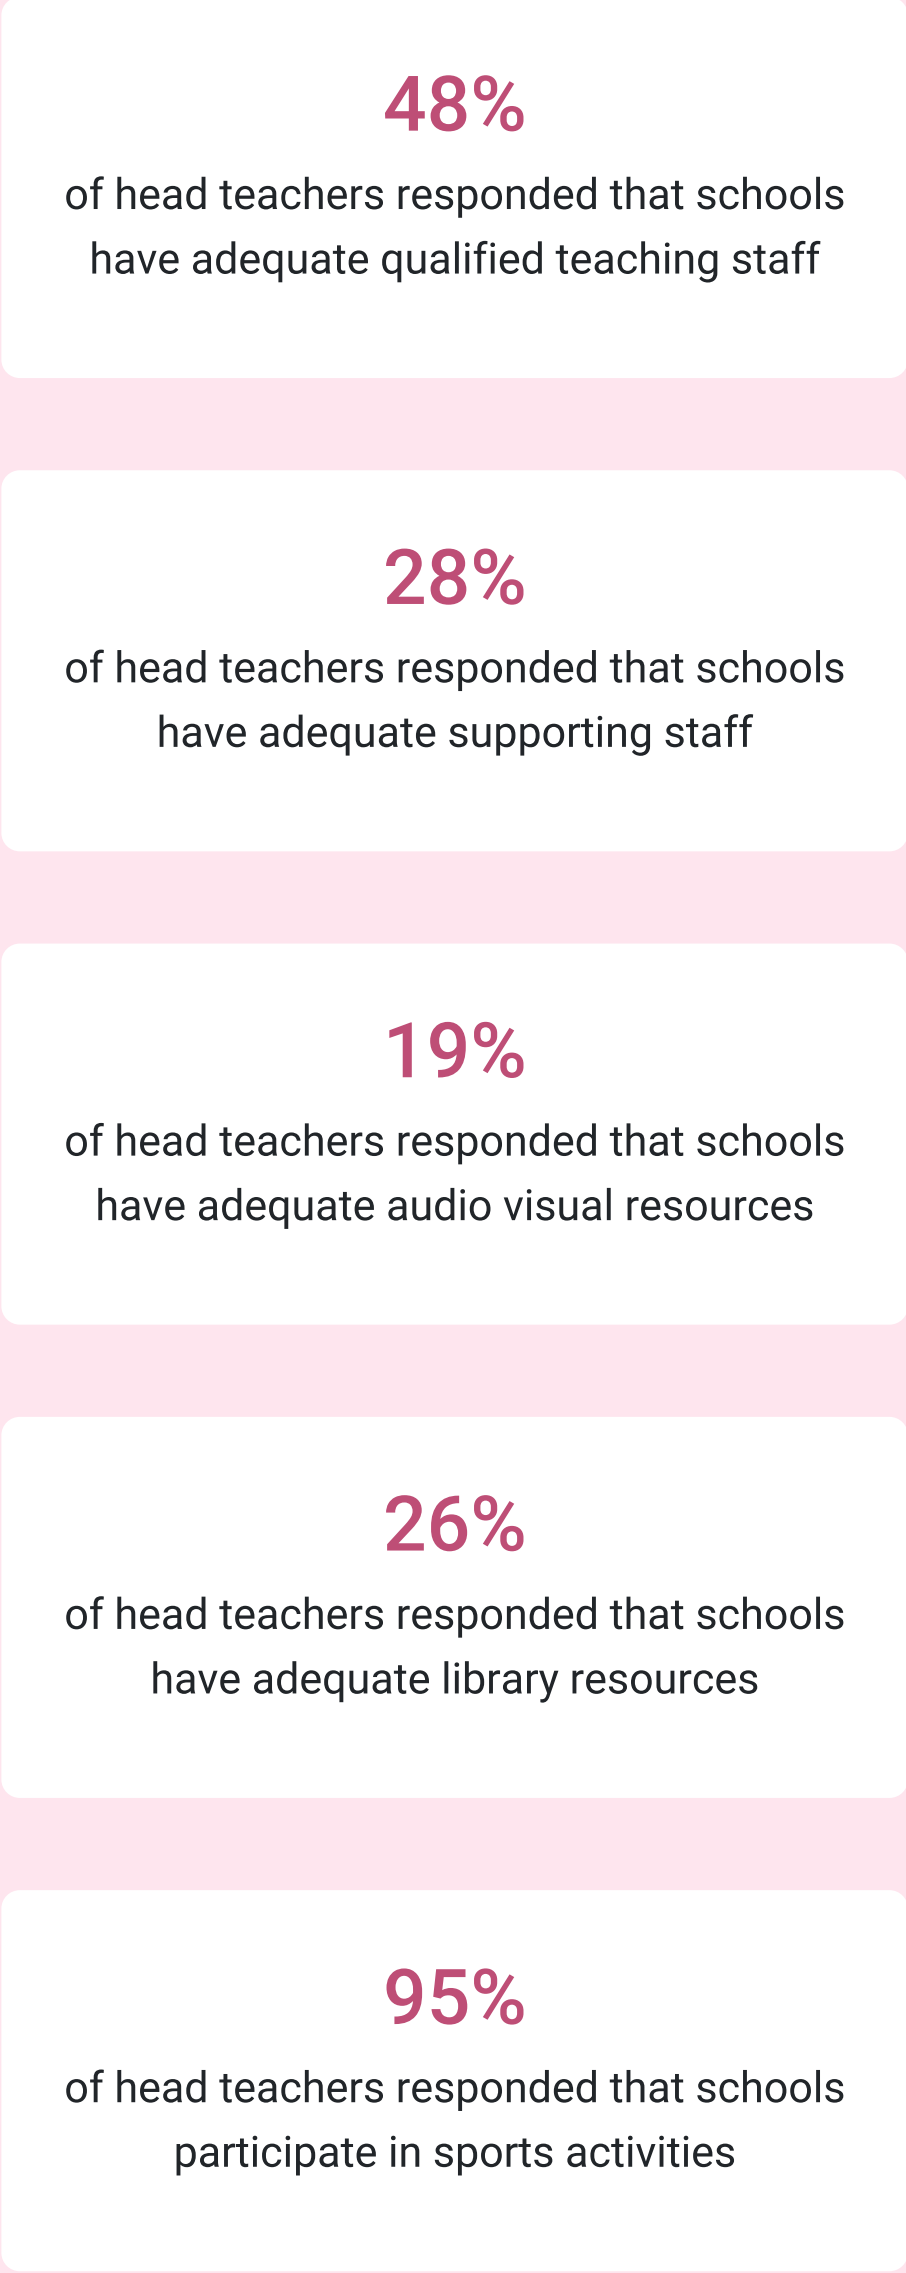 48%
of head teachers responded that schools
have adequate qualified teaching staff
28%
of head teachers responded that schools
have adequate supporting staff
19%
of head teachers responded that schools
have adequate audio visual resources
26%
of head teachers responded that schools
have adequate library resources
95%
of head teachers responded that schools
participate in sports activities